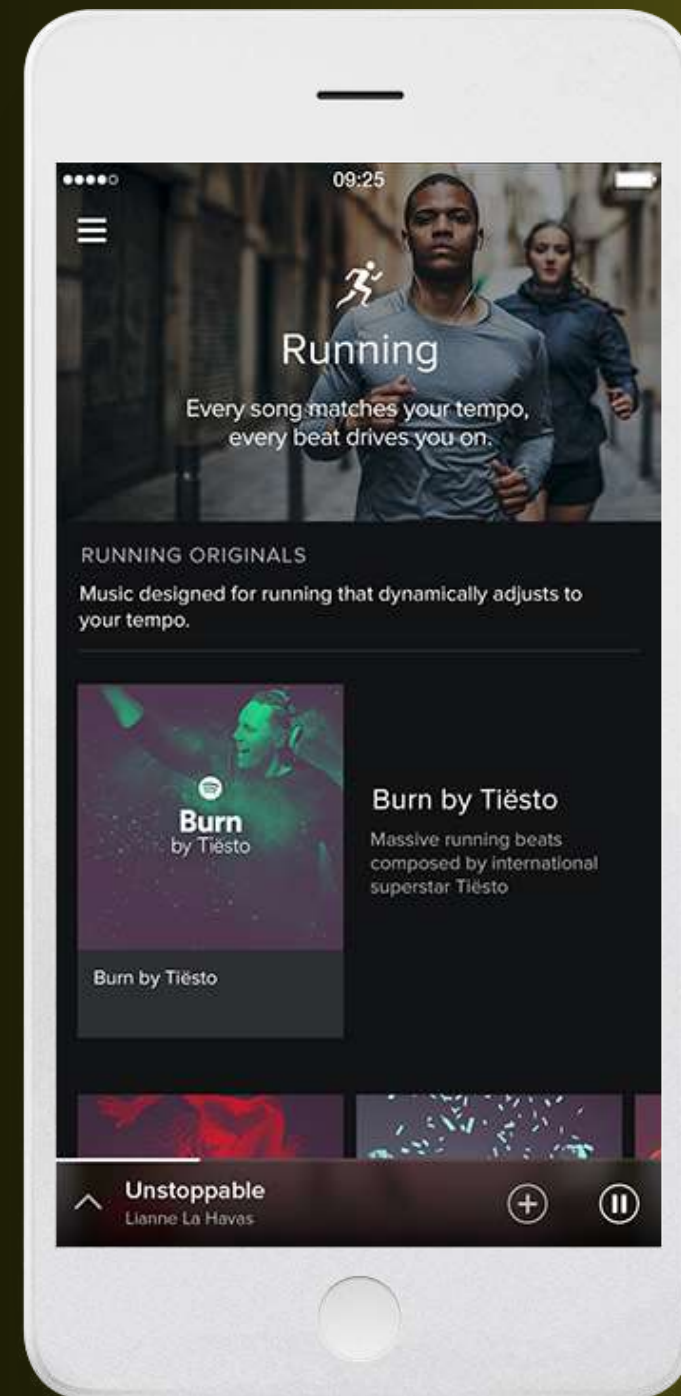 09:25
Running
Every song matches your tempo,
every beat drives you on.
RUNNING ORIGINALS
Music designed for running that dynamically adjusts to
your tempo.
Burn
by Tiësto
Burn by Tiësto
Burn by Tiësto
Massive running beats
composed by international
superstar Tiësto
Unstoppable
Lianne La Havas